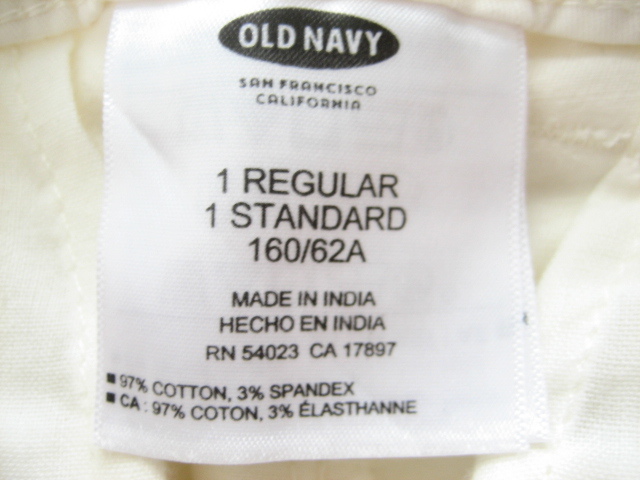 OLD NAVY
SAN FRANCISCO
CALIFORNIA
1 REGULAR
1 STANDARD
160/62A
MADE IN INDIA
HECHO EN INDIA
RN 54023 CA 17897
■ 97% COTTON, 3% SPANDEX
■ CA : 97% COTON, 3% ÉLASTHANNE